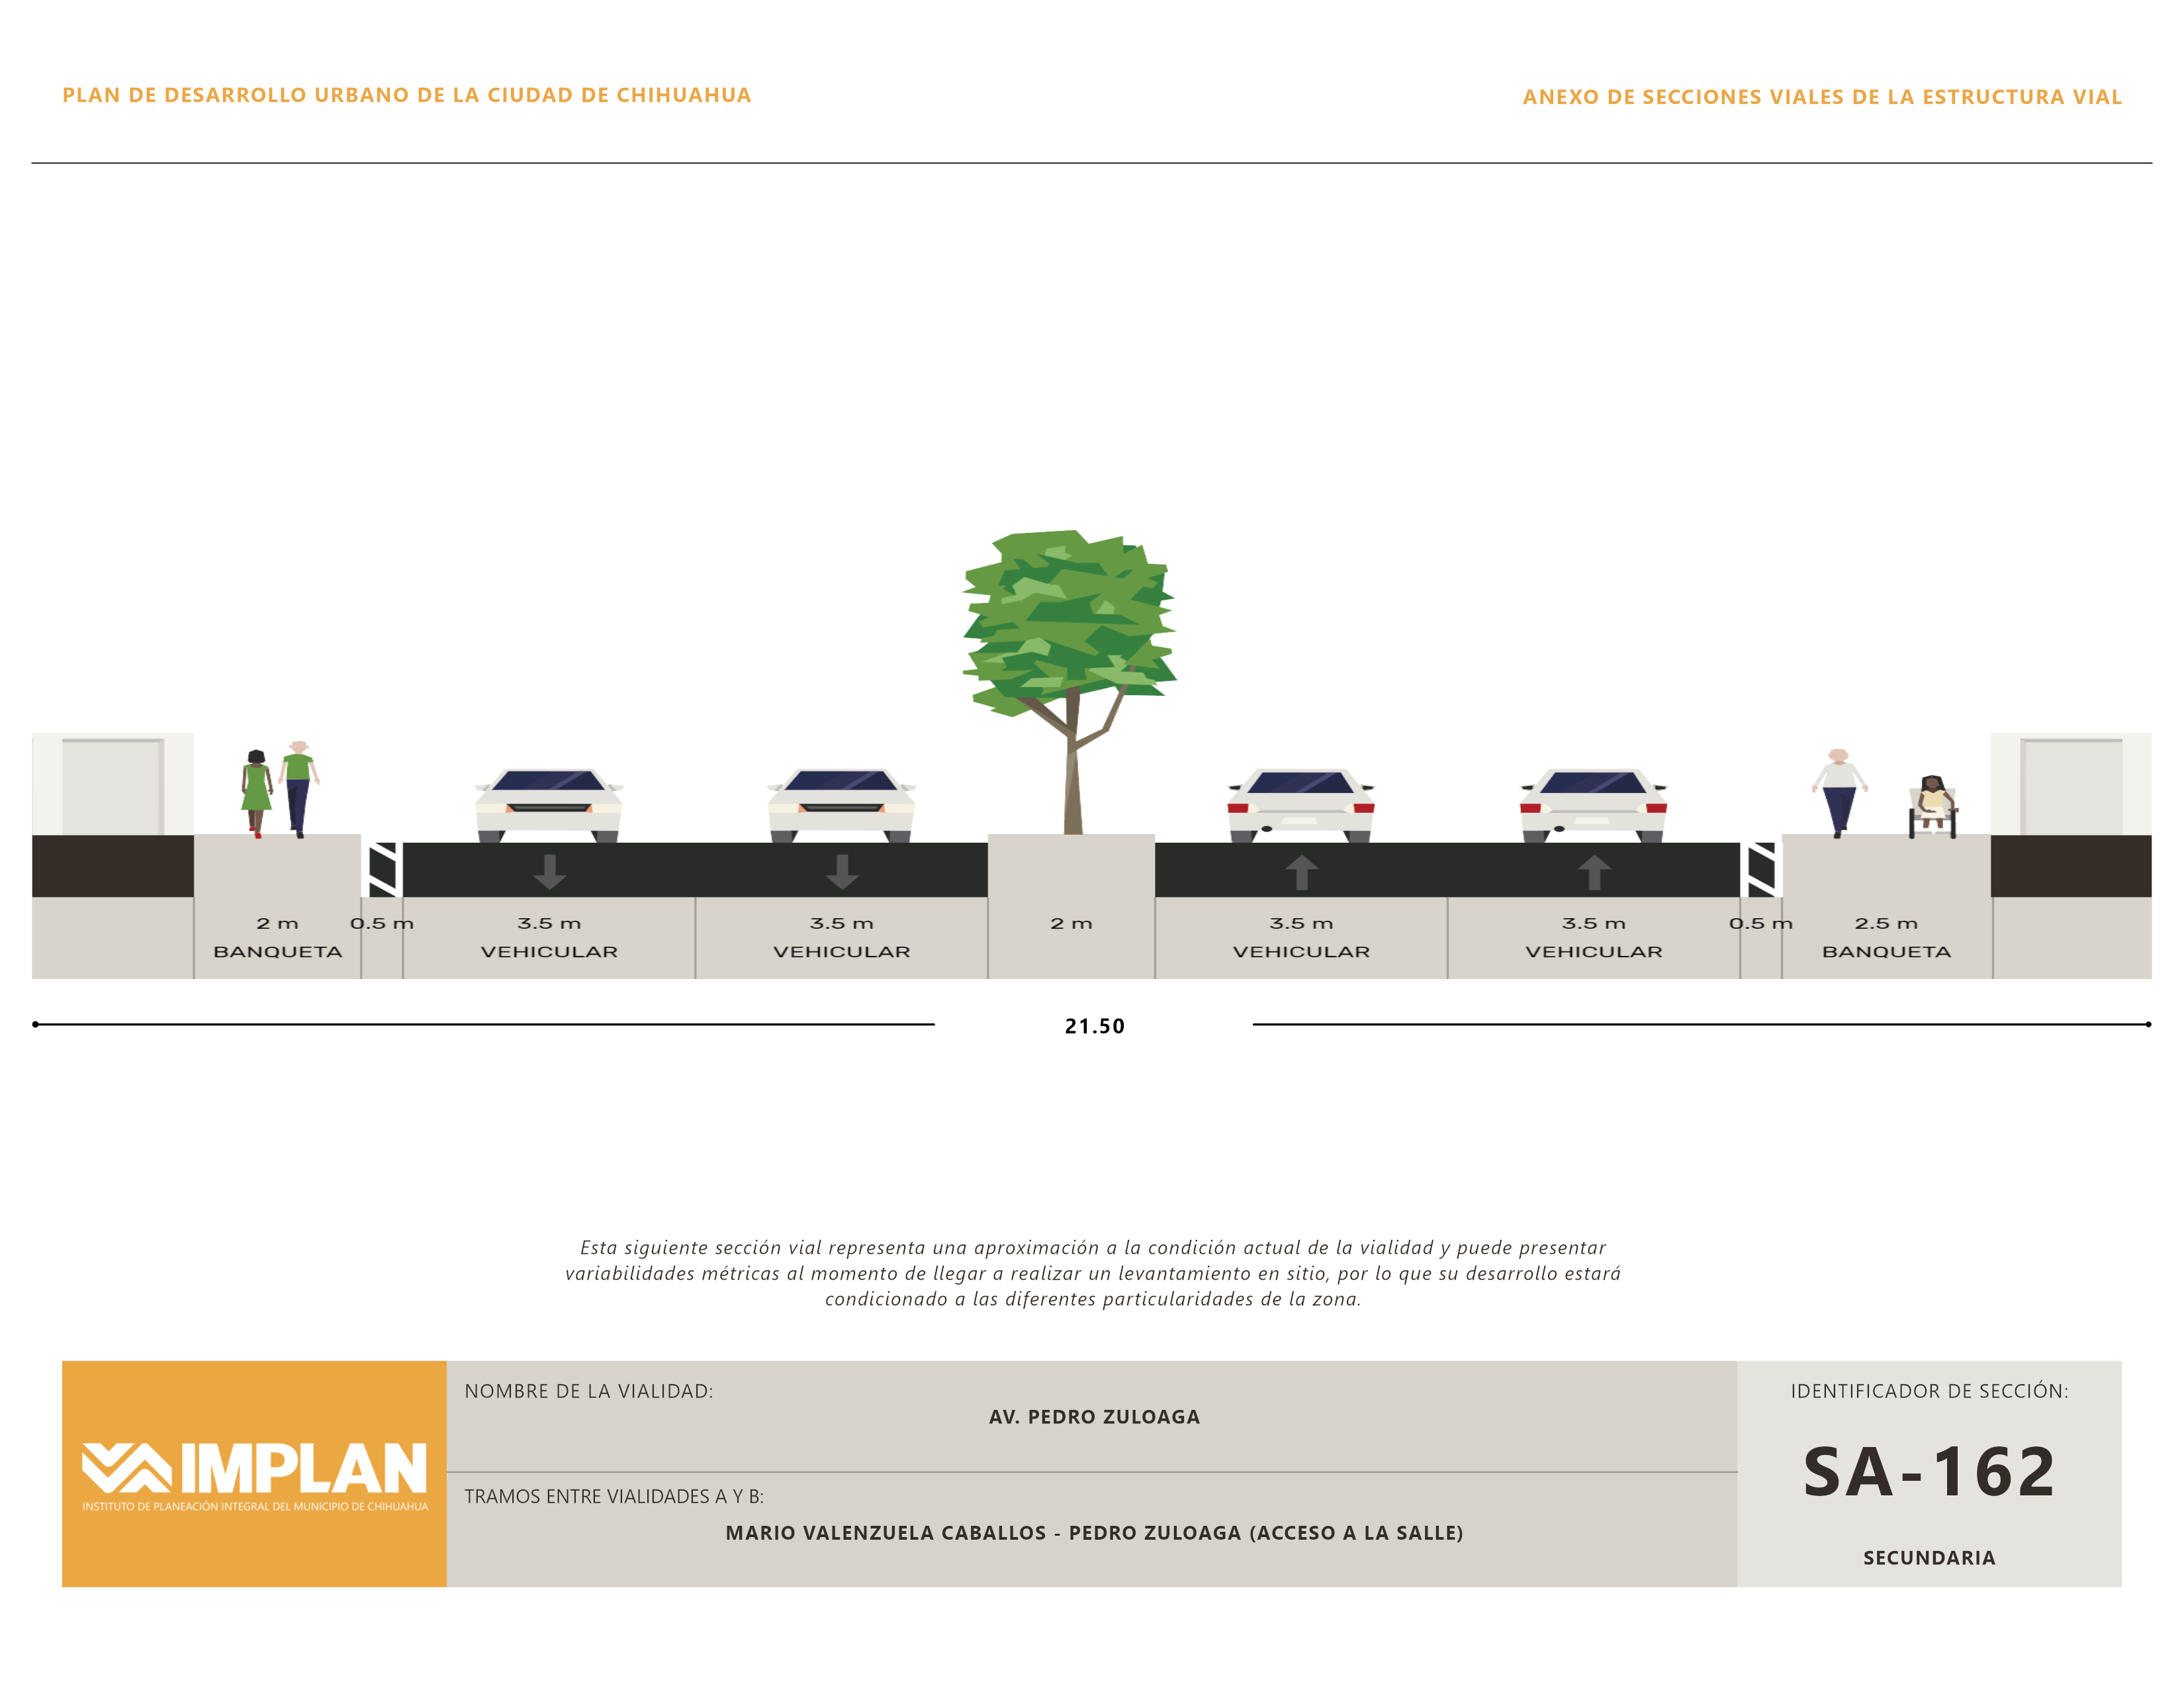 PLAN DE DESARROLLO URBANO DE LA CIUDAD DE CHIHUAHUA
ANEXO DE SECCIONES VIALES DE LA ESTRUCTURA VIAL
2 m
BANQUETA
0.5 m
3.5 m
VEHICULAR
3.5 m
VEHICULAR
2 m
3.5 m
VEHICULAR
3.5 m
VEHICULAR
0.5 m
2.5 m
BANQUETA
21.50
Esta siguiente sección vial representa una aproximación a la condición actual de la vialidad y puede presentar
variabilidades métricas al momento de llegar a realizar un levantamiento en sitio, por lo que su desarrollo estará
condicionado a las diferentes particularidades de la zona.
IMPLAN
INSTITUTO DE PLANEACIÓN INTEGRAL DEL MUNICIPIO DE CHIHUAHUA
NOMBRE DE LA VIALIDAD:
AV. PEDRO ZULOAGA
TRAMOS ENTRE VIALIDADES A Y B:
MARIO VALENZUELA CABALLOS - PEDRO ZULOAGA (ACCESO A LA SALLE)
IDENTIFICADOR DE SECCIÓN:
SA-162
SECUNDARIA